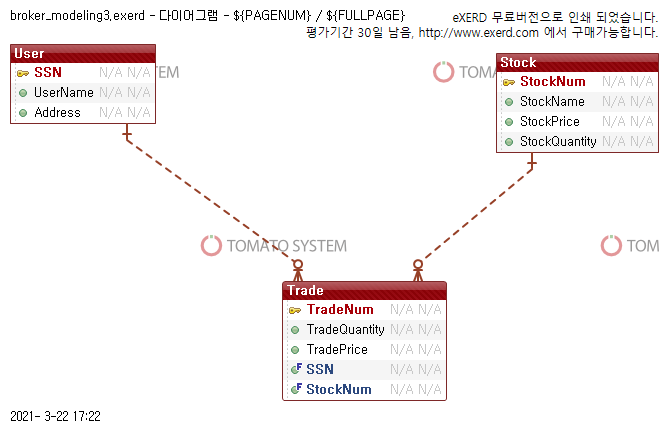 broker_modeling3.exerd - 다이어그램 - ${PAGENUM} / ${FULLPAGE}
eXERD 무료버전으로 인쇄 되었습니다.
평가기간 30일 남음, http://www.exerd.com 에서 구매가능합니다.
User
SSN N/A N/A
UserName N/A N/A
Address N/A N/A
SYSTEM
TOMATO
Stock
StockNum N/A N/A
StockName N/A N/A
StockPrice N/A N/A
StockQuantity N/A N/A
TOMATO SYSTEM
TOM
Trade
TradeNum N/A N/A
TradeQuantity N/A N/A
TradePrice N/A N/A
F SSN N/A N/A
F StockNum N/A N/A
2021- 3-22 17:22